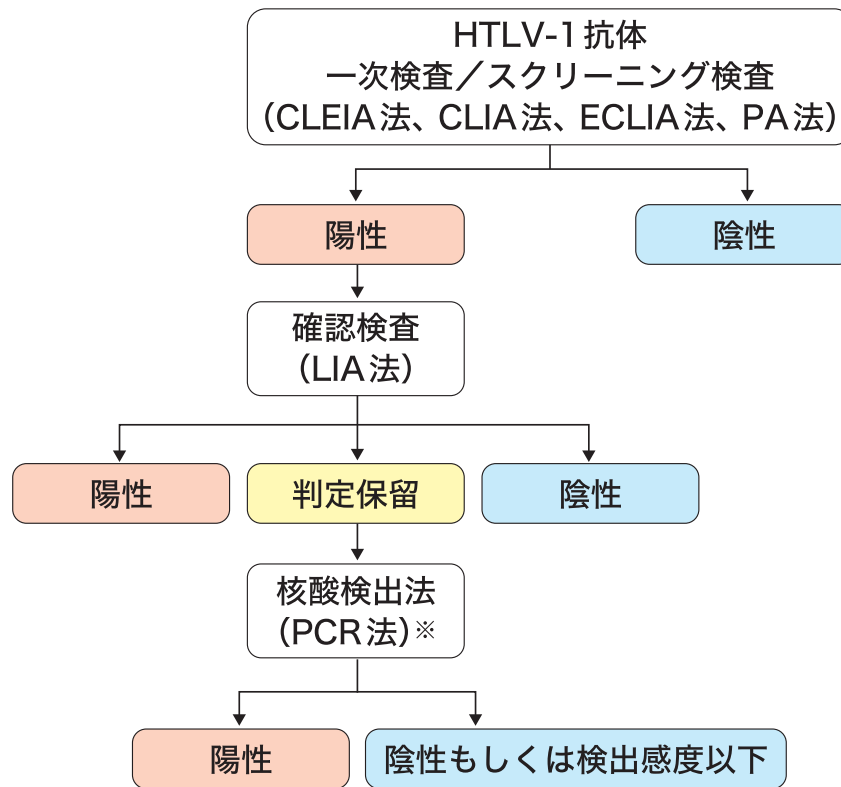 HTLV-1抗体
一次検査／スクリーニング検査
（CLEIA法、CLIA法、ECLIA法、PA法）
陽性
陰性
確認検査
（LIA法）
陽性
判定保留
陰性
核酸検出法
（PCR法）※
陽性
陰性もしくは検出感度以下